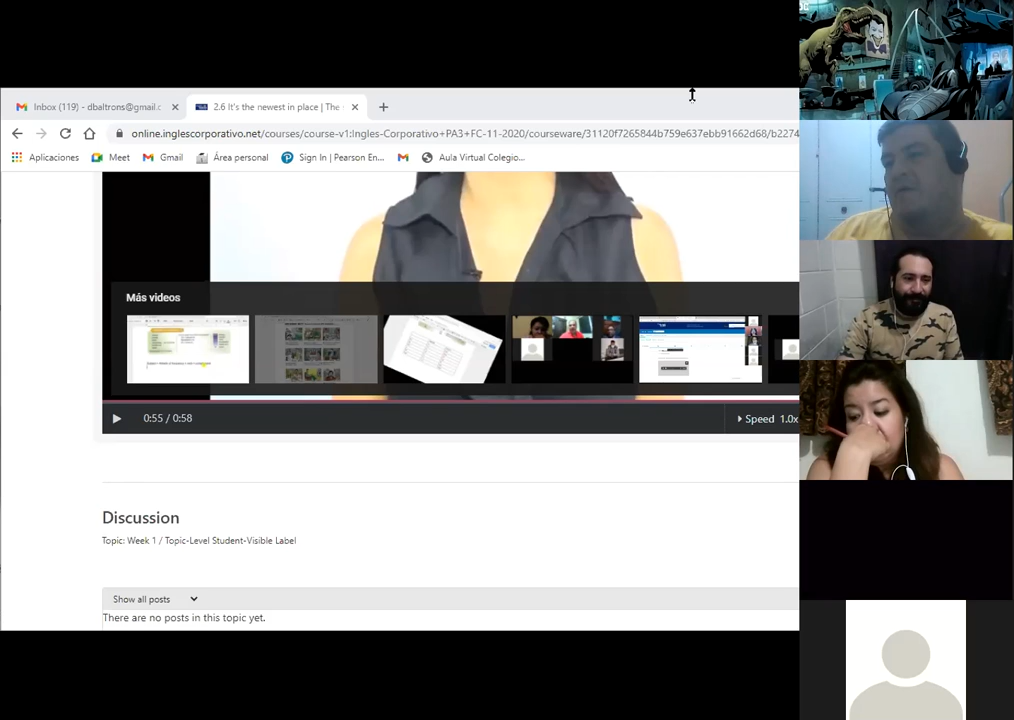 Inbox (119) - dbaltrons@gmail.c
2.6 It's the newest in place | The
online.inglescorporativo.net/courses/course-v1:Ingles-Corporativo+PA3+FC-11-2020/courseware/31120f7265844b759e637ebb91662d68/b2274
Aplicaciones Meet Gmail Área personal Sign In | Pearson En... Aula Virtual Colegio...
Más videos
0:55 / 0:58 Speed 1.0x
Discussion
Topic: Week 1 / Topic-Level Student-Visible Label
Show all posts
There are no posts in this topic yet.